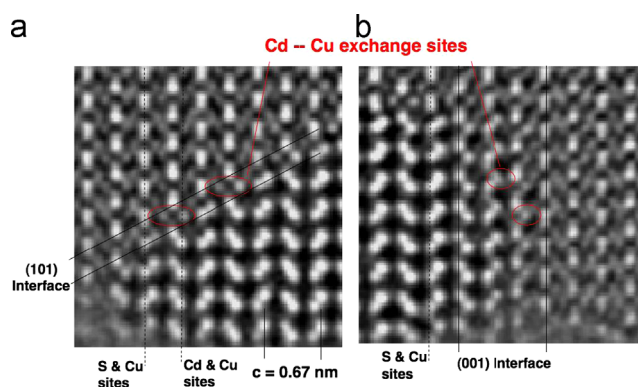 a
b
Cd -- Cu exchange sites
(101)
Interface
S & Cu
sites
Cd & Cu
sites
c = 0.67 nm
S & Cu
sites
(001) Interface